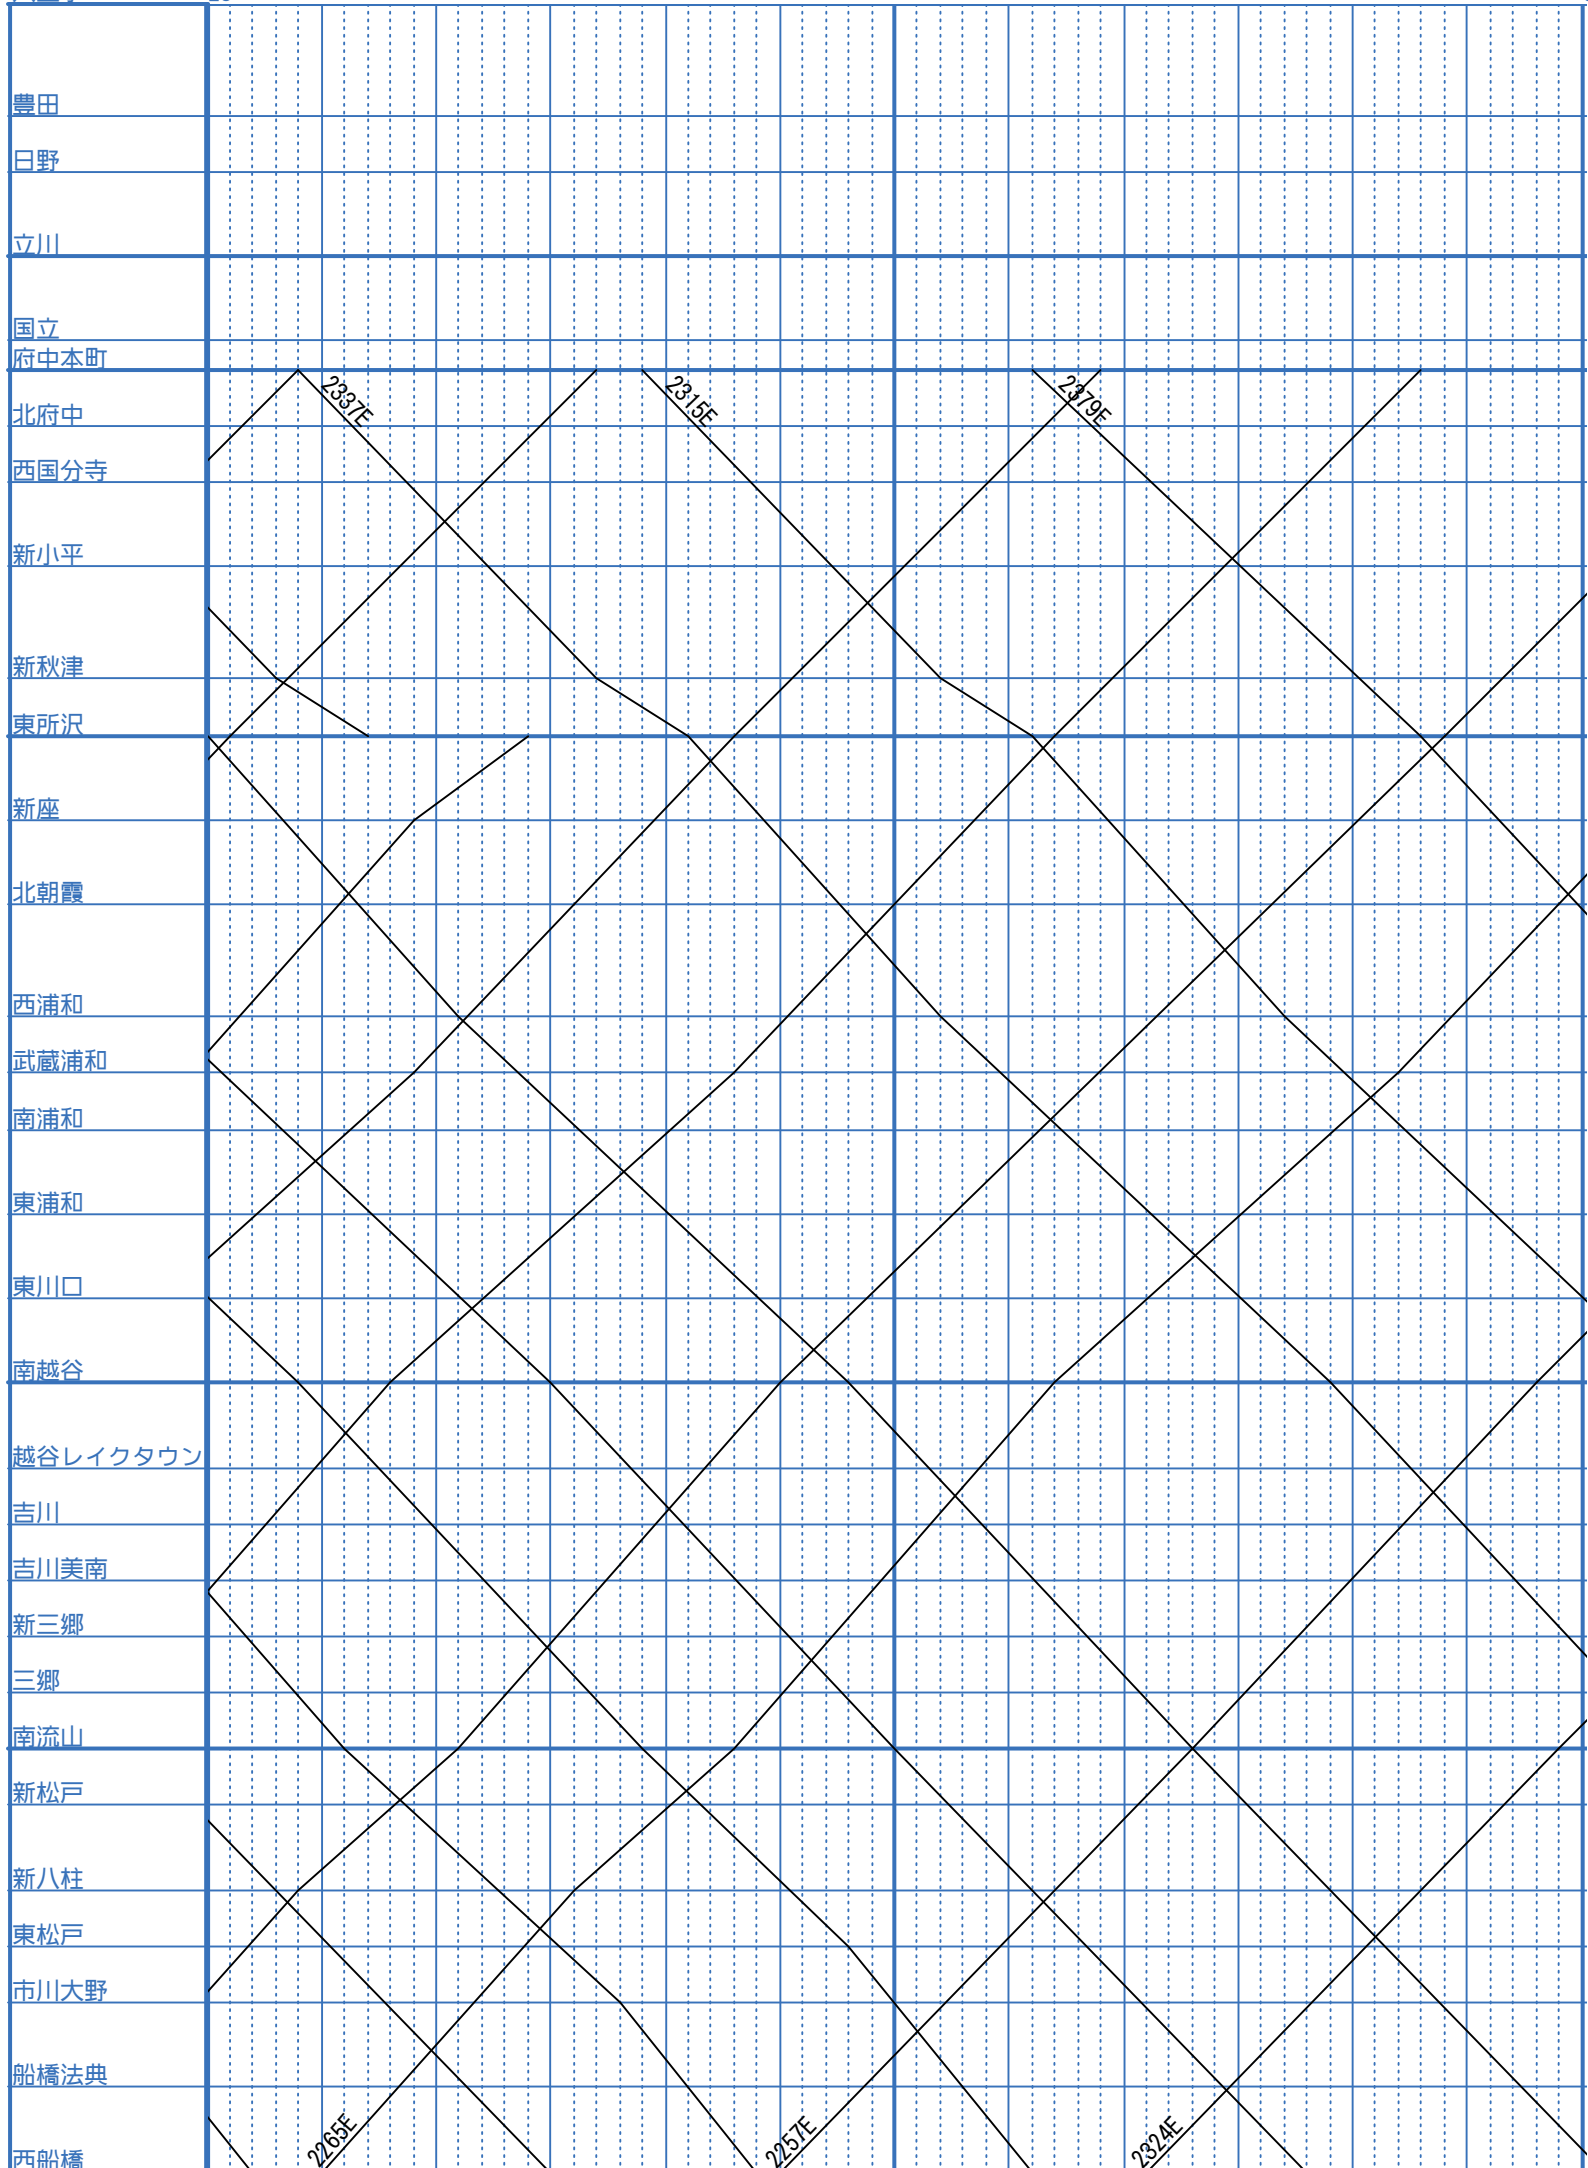 豊田
日野
立川
国立
府中本町
2337E
2315E
2379E
北府中
西国分寺
新小平
新秋津
東所沢
新座
北朝霞
西浦和
武蔵浦和
南浦和
東浦和
東川口
南越谷
越谷レイクタウン
吉川
吉川美南
新三郷
三郷
南流山
新松戸
新八柱
東松戸
市川大野
船橋法典
2265E
2257E
2324E
西船橋